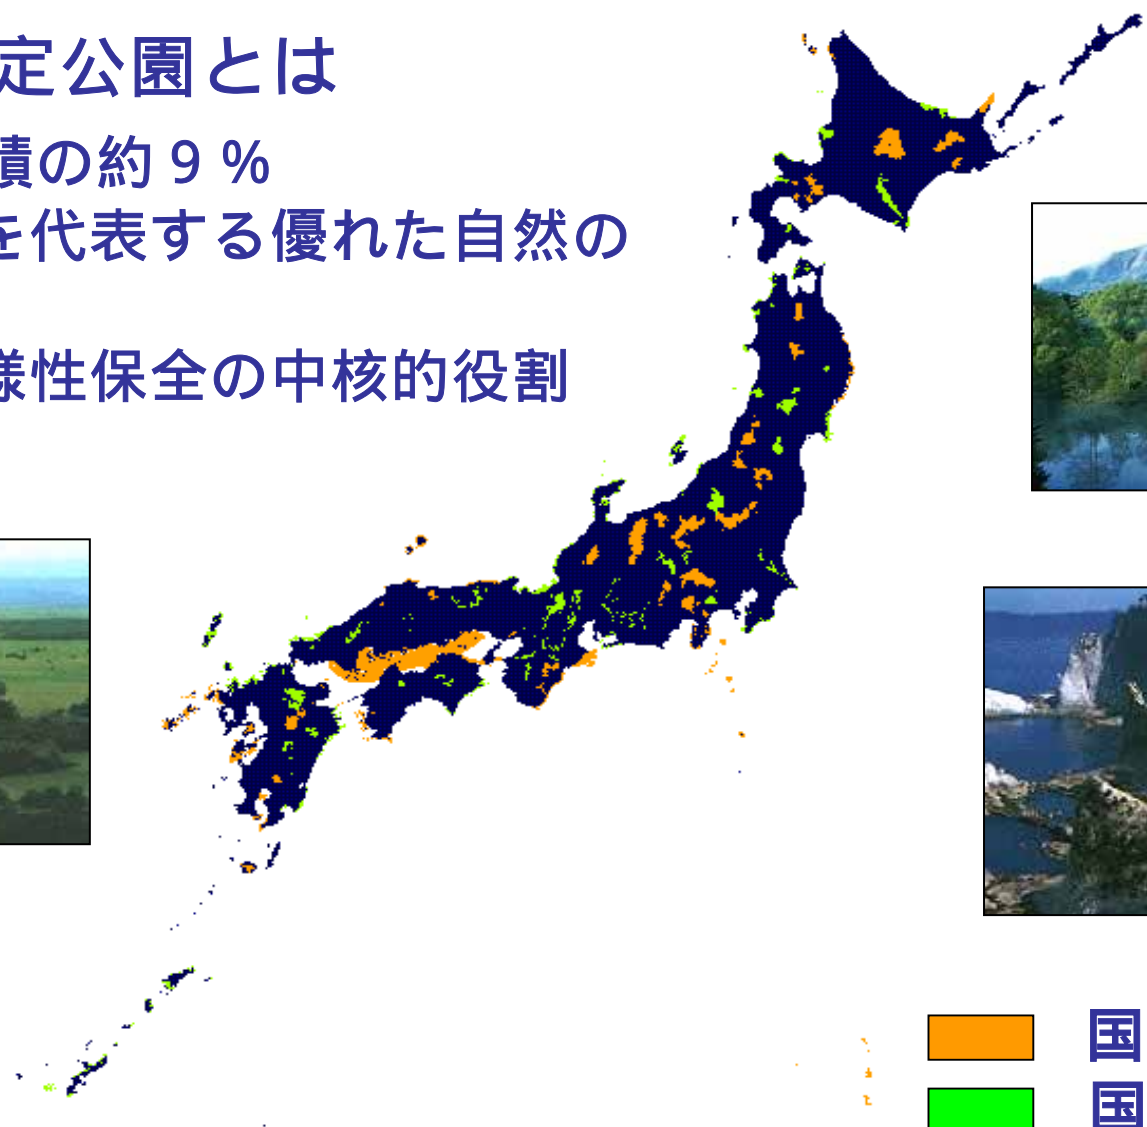 定公園とは
積の約９％
を代表する優れた自然の
様性保全の中核的役割
国
国